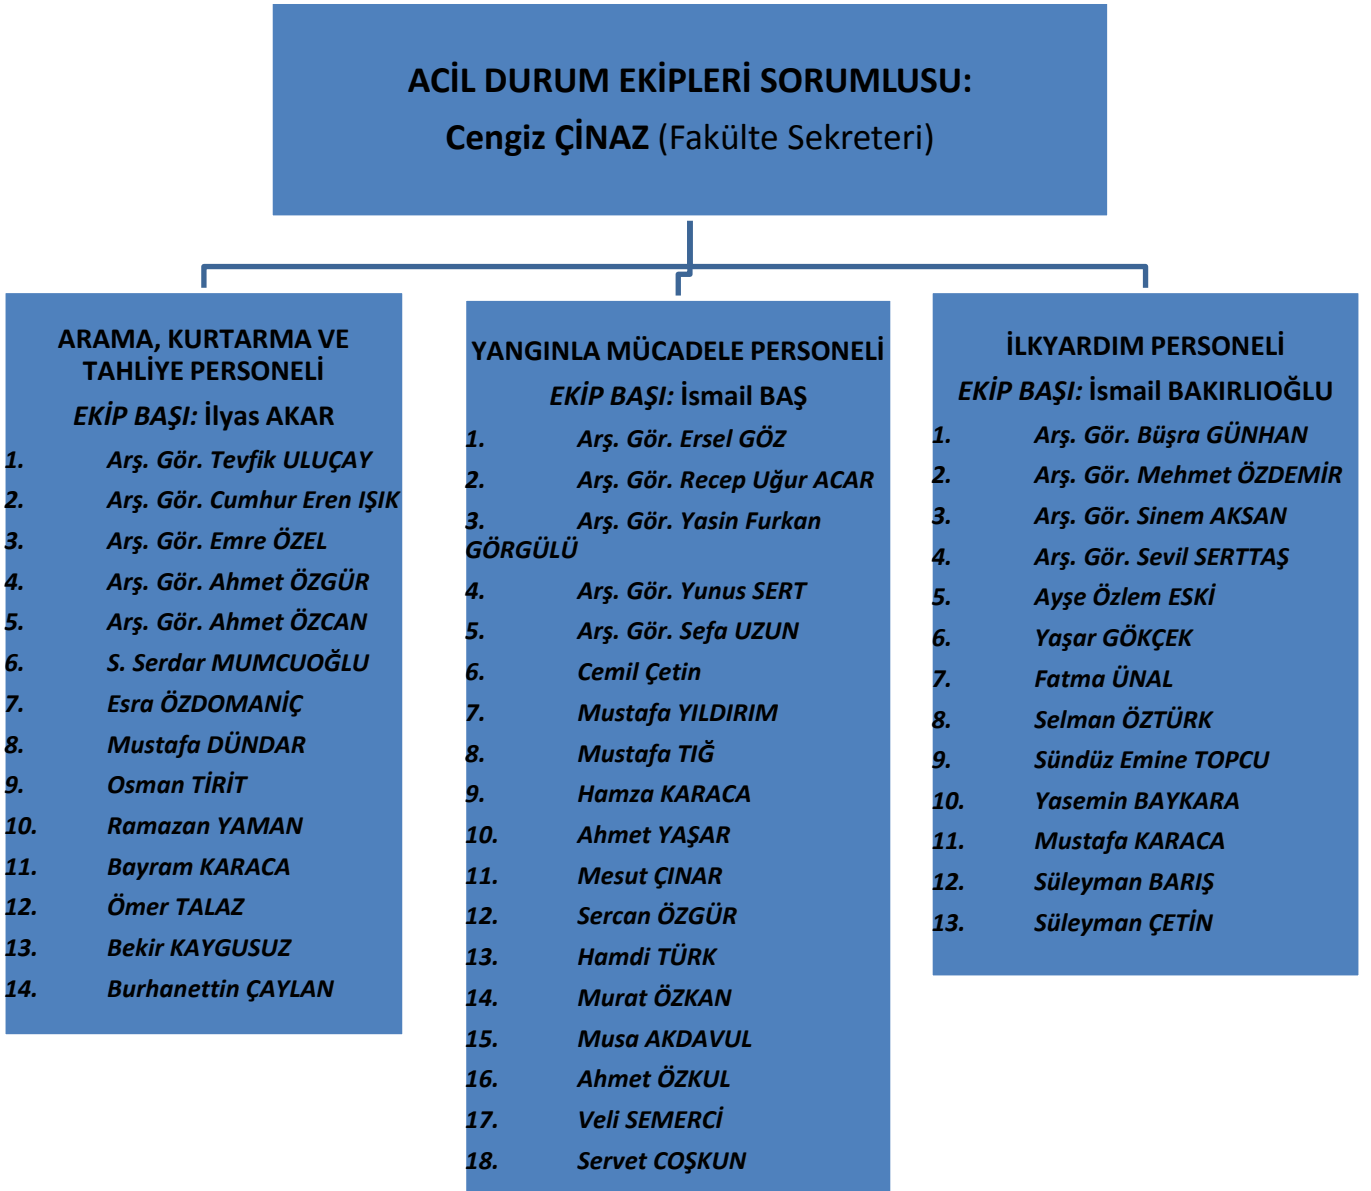 ACİL DURUM EKİPLERİ SORUMLUSU:
Cengiz ÇİNAZ (Fakülte Sekreteri)
ARAMA, KURTARMA VE
TAHLİYE PERSONELİ
EKİP BAŞI: İlyas AKAR
1. Arş. Gör. Tevfik ULUÇAY
2. Arş. Gör. Cumhur Eren IŞIK
3. Arş. Gör. Emre ÖZEL
4. Arş. Gör. Ahmet ÖZGÜR
5. Arş. Gör. Ahmet ÖZCAN
6. S. Serdar MUMCUOĞLU
7. Esra ÖZDOMANİÇ
8. Mustafa DÜNDAR
9. Osman TİRİT
10. Ramazan YAMAN
11. Bayram KARACA
12. Ömer TALAZ
13. Bekir KAYGUSUZ
14. Burhanettin ÇAYLAN
YANGINLA MÜCADELE PERSONELİ
EKİP BAŞI: İsmail BAŞ
1. Arş. Gör. Ersel GÖZ
2. Arş. Gör. Recep Uğur ACAR
3. Arş. Gör. Yasin Furkan
GÖRGÜLÜ
4. Arş. Gör. Yunus SERT
5. Arş. Gör. Sefa UZUN
6. Cemil Çetin
7. Mustafa YILDIRIM
8. Mustafa TIĞ
9. Hamza KARACA
10. Ahmet YAŞAR
11. Mesut ÇINAR
12. Sercan ÖZGÜR
13. Hamdi TÜRK
14. Murat ÖZKAN
15. Musa AKDAVUL
16. Ahmet ÖZKUL
17. Veli SEMERCİ
18. Servet COŞKUN
İLKYARDIM PERSONELİ
EKİP BAŞI: İsmail BAKIRLIOĞLU
1. Arş. Gör. Büşra GÜNHAN
2. Arş. Gör. Mehmet ÖZDEMİR
3. Arş. Gör. Sinem AKSAN
4. Arş. Gör. Sevil SERTTAŞ
5. Ayşe Özlem ESKİ
6. Yaşar GÖKÇEK
7. Fatma ÜNAL
8. Selman ÖZTÜRK
9. Sündüz Emine TOPCU
10. Yasemin BAYKARA
11. Mustafa KARACA
12. Süleyman BARIŞ
13. Süleyman ÇETİN